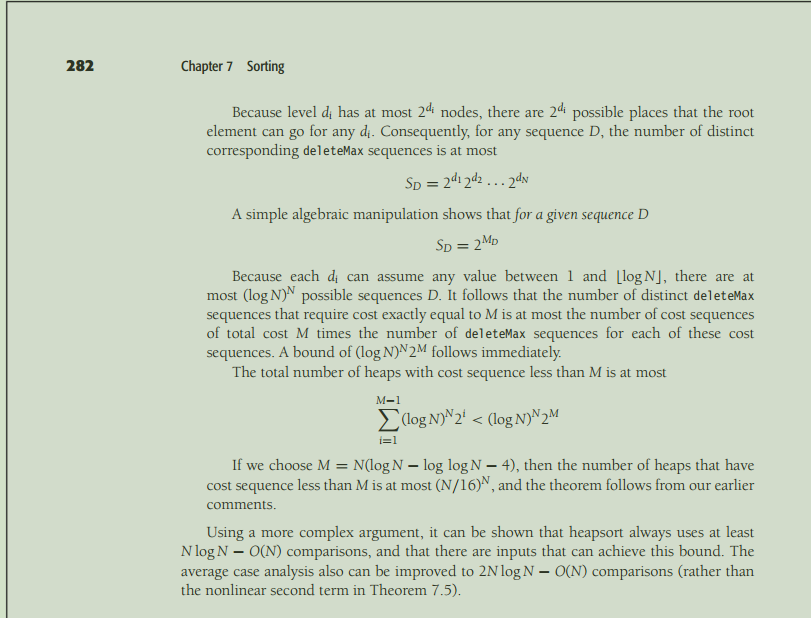 282 Chapter 7 Sorting
Because level dᵢ has at most 2^{dᵢ} nodes, there are 2^{dᵢ} possible places that the root
element can go for any dᵢ. Consequently, for any sequence D, the number of distinct
corresponding deleteMax sequences is at most
S_D = 2^{d₁} 2^{d₂} ··· 2^{d_N}
A simple algebraic manipulation shows that for a given sequence D
S_D = 2^{M_D}
Because each dᵢ can assume any value between 1 and ⌊log N⌋, there are at
most (log N)^N possible sequences D. It follows that the number of distinct deleteMax
sequences that require cost exactly equal to M is at most the number of cost sequences
of total cost M times the number of deleteMax sequences for each of these cost
sequences. A bound of (log N)^N 2^M follows immediately.
The total number of heaps with cost sequence less than M is at most
M−1
∑(log N)^N 2^i < (log N)^N 2^M
i=1
If we choose M = N(log N − log log N − 4), then the number of heaps that have
cost sequence less than M is at most (N/16)^N, and the theorem follows from our earlier
comments.
Using a more complex argument, it can be shown that heapsort always uses at least
N log N − O(N) comparisons, and that there are inputs that can achieve this bound. The
average case analysis also can be improved to 2N log N − O(N) comparisons (rather than
the nonlinear second term in Theorem 7.5).